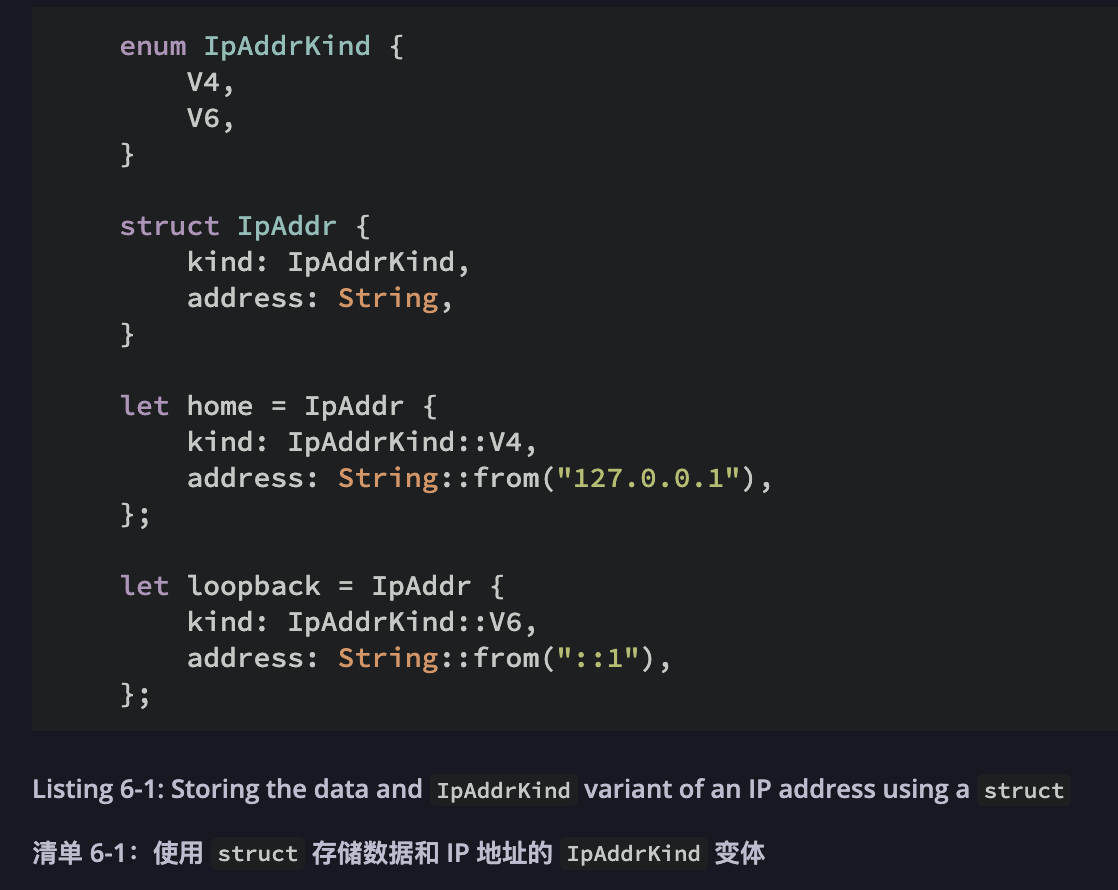 enum IpAddrKind {
    V4,
    V6,
}

struct IpAddr {
    kind: IpAddrKind,
    address: String,
}

let home = IpAddr {
    kind: IpAddrKind::V4,
    address: String::from("127.0.0.1"),
};

let loopback = IpAddr {
    kind: IpAddrKind::V6,
    address: String::from("::1"),
};

Listing 6-1: Storing the data and IpAddrKind variant of an IP address using a struct
清单 6-1：使用 struct 存储数据和 IP 地址的 IpAddrKind 变体